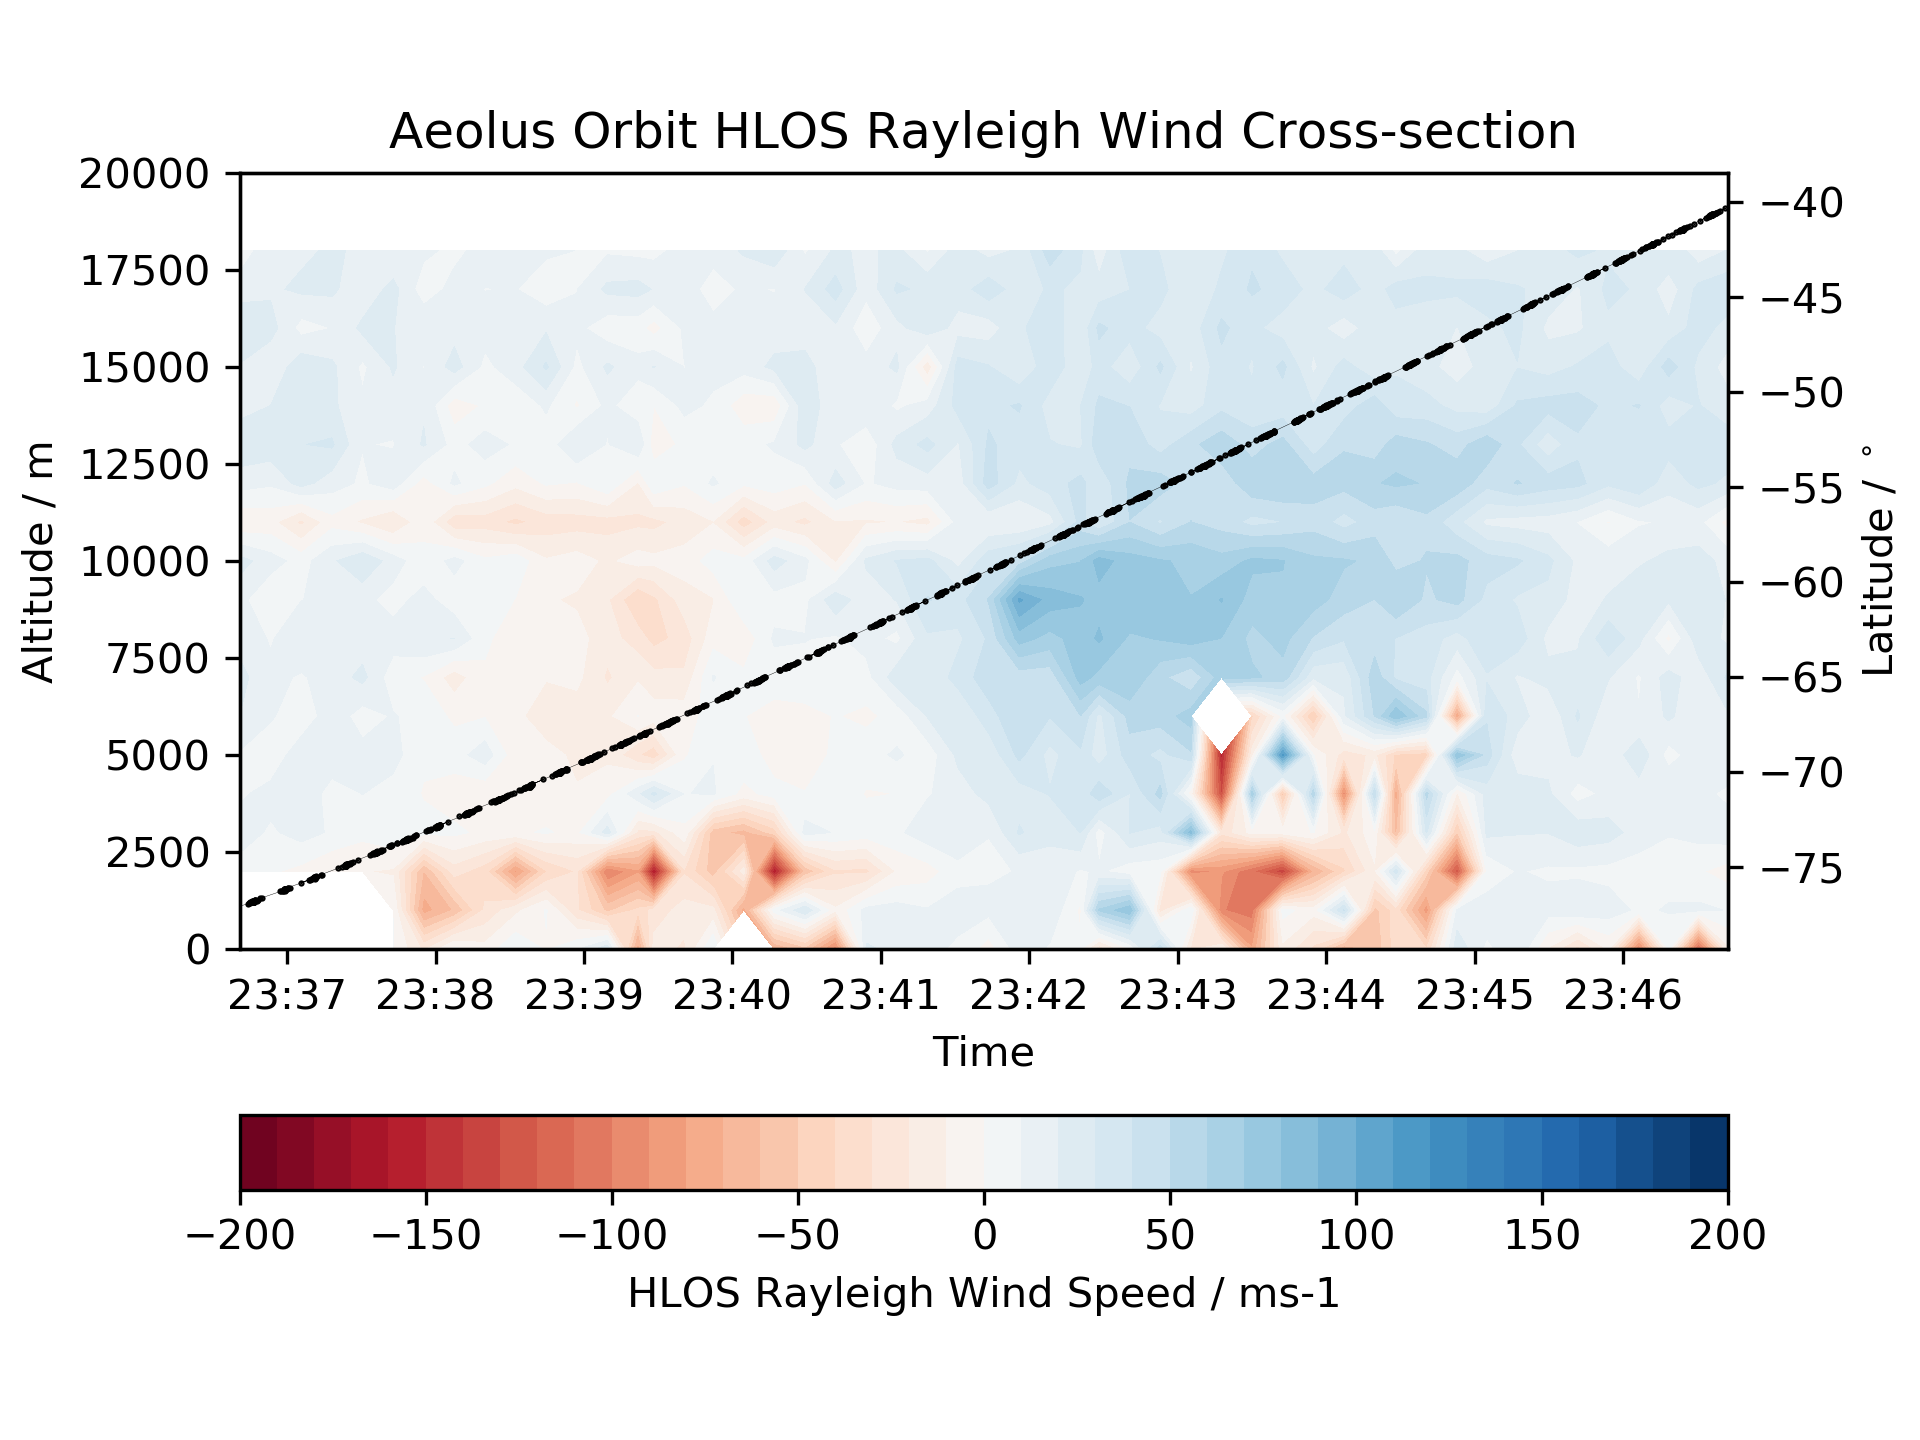 Aeolus Orbit HLOS Rayleigh Wind Cross-section
20000
17500
15000
12500
10000
7500
5000
2500
0
Altitude / m
−40
−45
−50
−55
−60
−65
−70
−75
Latitude / °
23:37 23:38 23:39 23:40 23:41 23:42 23:43 23:44 23:45 23:46
Time
−200 −150 −100 −50 0 50 100 150 200
HLOS Rayleigh Wind Speed / ms-1